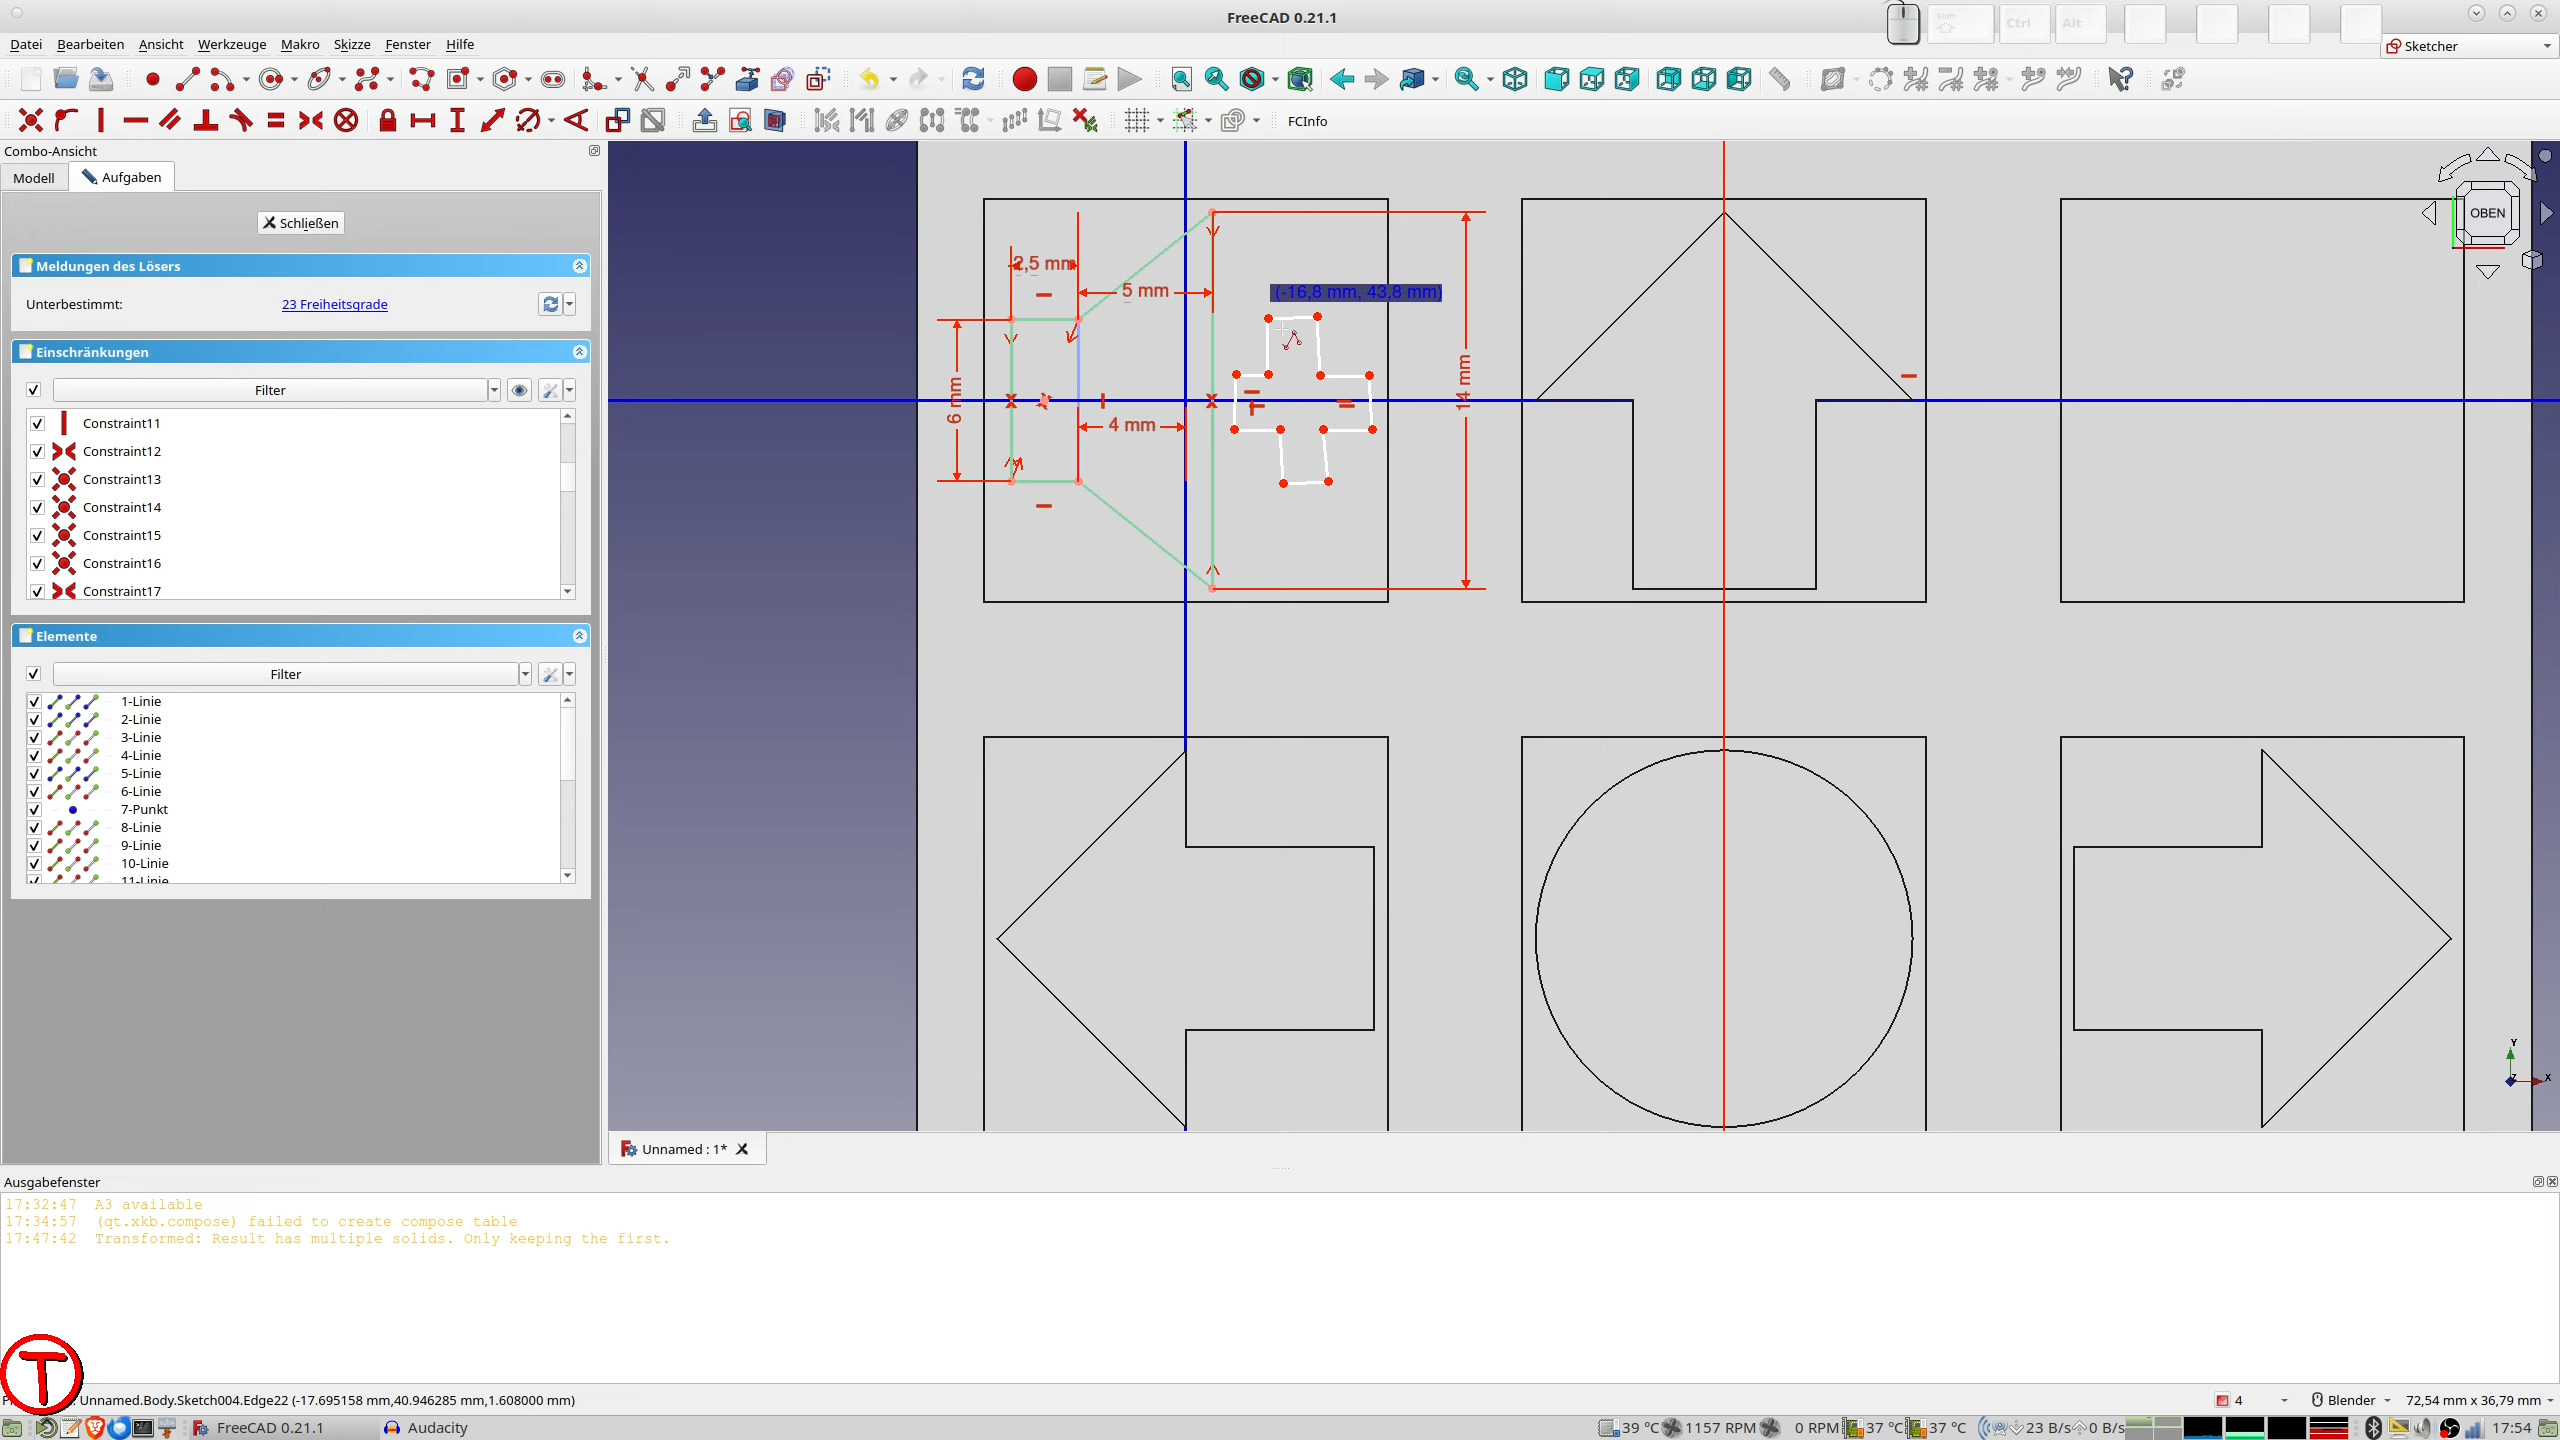 FreeCAD 0.21.1
Shift
Ctrl
Alt
Datei Bearbeiten Ansicht Werkzeuge Makro Skizze Fenster Hilfe
Sketcher
FCInfo
Combo-Ansicht
Modell
Aufgaben
Schließen
Meldungen des Lösers
Unterbestimmt: 23 Freiheitsgrade
Einschränkungen
Filter
Constraint11
Constraint12
Constraint13
Constraint14
Constraint15
Constraint16
Constraint17
Elemente
Filter
1-Linie
2-Linie
3-Linie
4-Linie
5-Linie
6-Linie
7-Punkt
8-Linie
9-Linie
10-Linie
11-Linie
OBEN
2,5 mm
5 mm
(-16,8 mm, 43,8 mm)
14 mm
6 mm
4 mm
Y
Z
X
Unnamed : 1*
Ausgabefenster
17:32:47 A3 available
17:34:57 (qt.xkb.compose) failed to create compose table
17:47:42 Transformed: Result has multiple solids. Only keeping the first.
T
Unnamed.Body.Sketch004.Edge22 (-17.695158 mm,40.946285 mm,1.608000 mm)
4
Blender
72,54 mm x 36,79 mm
FreeCAD 0.21.1
Audacity
39 °C 1157 RPM 0 RPM 37 °C 37 °C 23 B/s 0 B/s 17:54